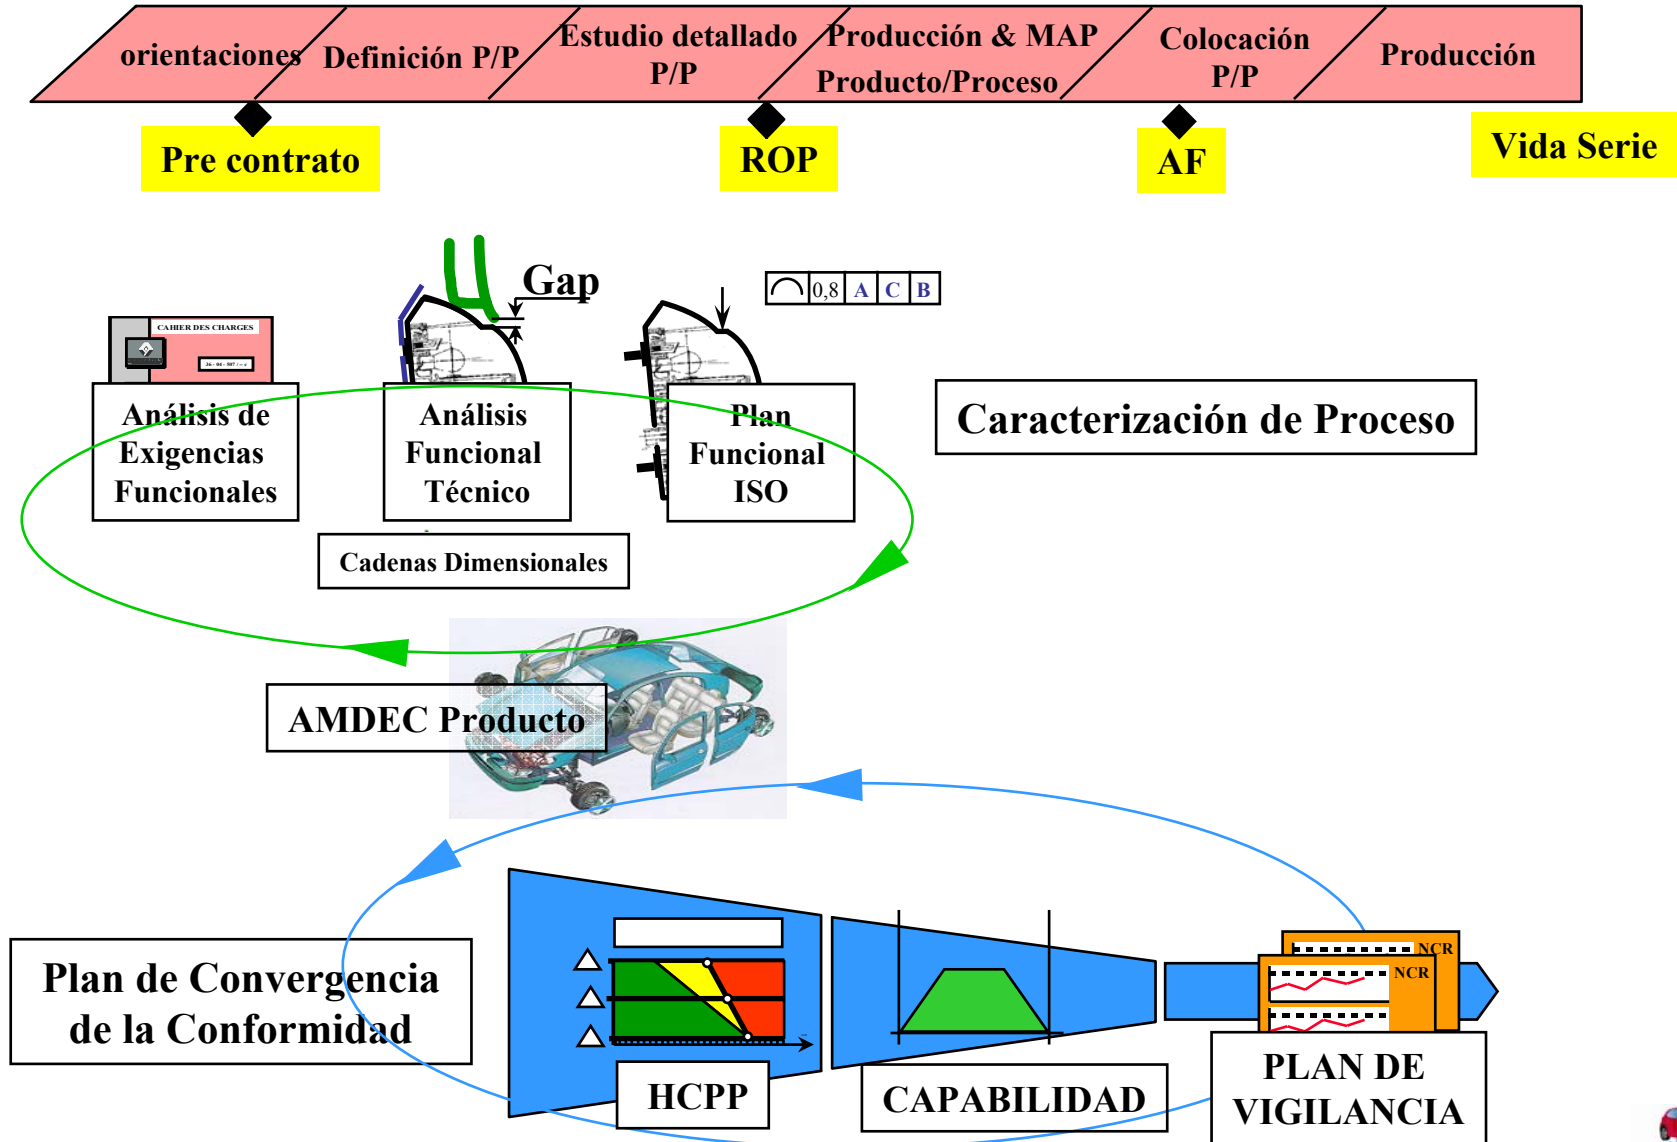 orientaciones
Definición P/P
Estudio detallado
P/P
Producción & MAP
Producto/Proceso
Colocación
P/P
Producción
Pre contrato
ROP
AF
Vida Serie
Gap
0,8 A C B
CAHIER DES CHARGES
Análisis de
Exigencias
Funcionales
Análisis
Funcional
Técnico
Plan
Funcional
ISO
Caracterización de Proceso
Cadenas Dimensionales
AMDEC Producto
Plan de Convergencia
de la Conformidad
NCR
NCR
HCPP
CAPABILIDAD
PLAN DE
VIGILANCIA